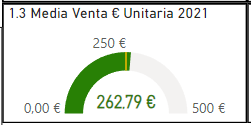 1.3 Media Venta € Unitaria 2021
250 €
262,79 €
0,00 €
500 €